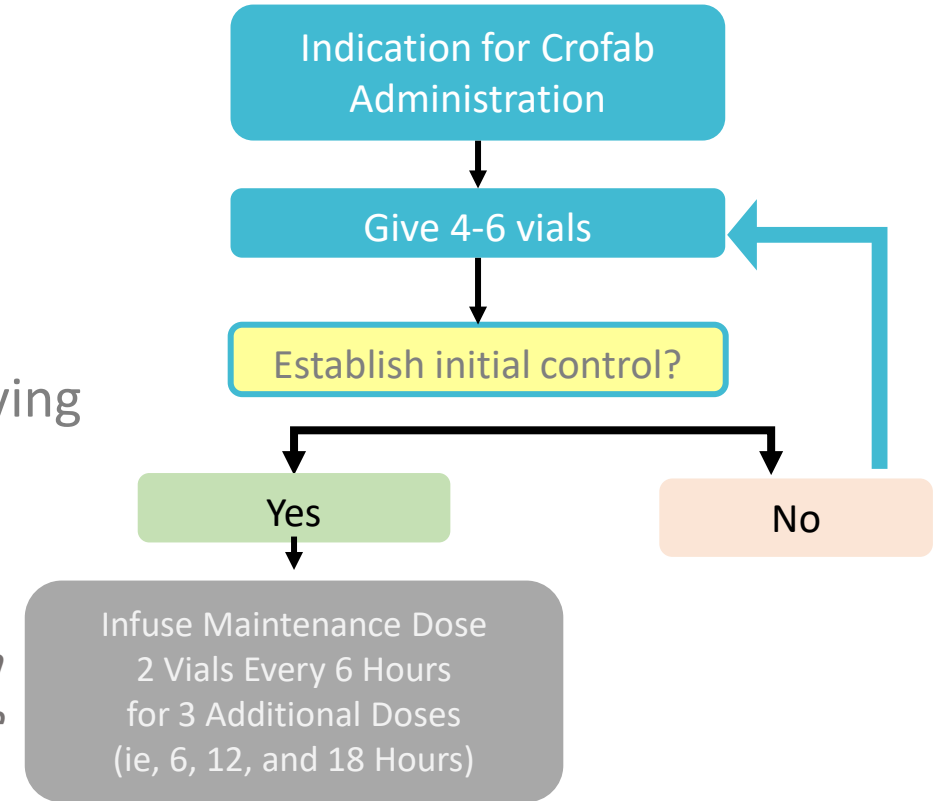 Indication for Crofab
Administration
Give 4-6 vials
Establish initial control?
Yes
No
Infuse Maintenance Dose
2 Vials Every 6 Hours
for 3 Additional Doses
(ie, 6, 12, and 18 Hours)